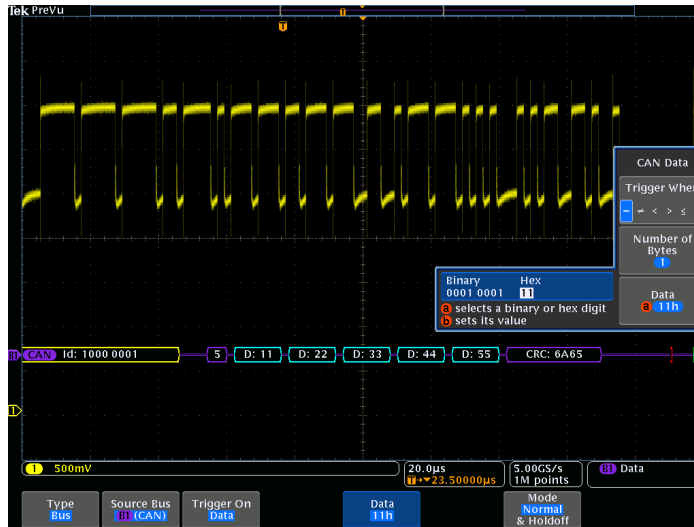 Tek PreVu
T
T
CAN Data
Trigger When
= ≠ < > ≤
Number of
Bytes
1
Data
a 11h
Binary Hex
0001 0001 11
a selects a binary or hex digit
b sets its value
B1 CAN Id: 1000 0001 5 D: 11 D: 22 D: 33 D: 44 D: 55 CRC: 6A65
1
1 500mV
20.0µs
T→▼23.50000µs
5.00GS/s
1M points
B1 Data
Type
Bus
Source Bus
B1 (CAN)
Trigger On
Data
Data
11h
Mode
Normal
& Holdoff